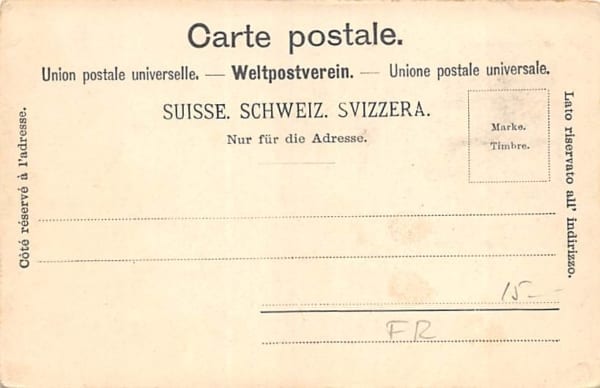 Carte postale.
Union postale universelle. — Weltpostverein. — Unione postale universale.
SUISSE. SCHWEIZ. SVIZZERA.
Nur für die Adresse.
Marke.
Timbre.
Côté réservé à l'adresse.
Lato riservato all' indirizzo.
15.–
FR